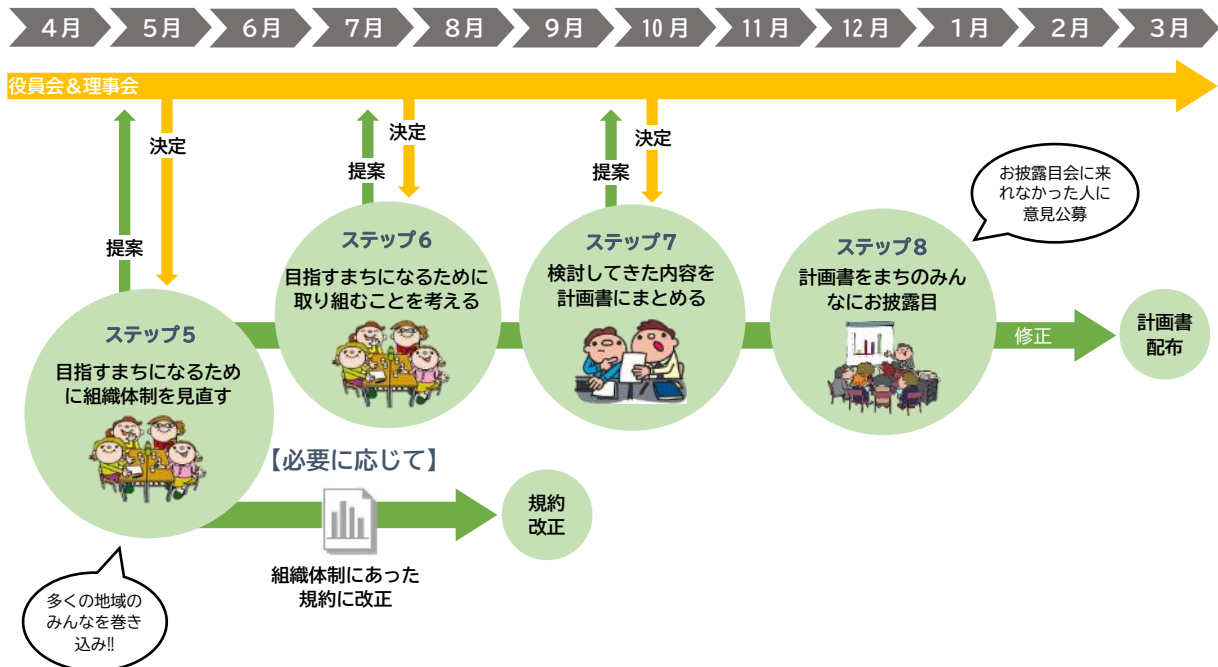 4月 5月 6月 7月 8月 9月 10月 11月 12月 1月 2月 3月
役員会&理事会
提案
決定
提案
決定
提案
決定
ステップ5
目指すまちになるため
に組織体制を見直す
多くの地域の
みんなを巻き
込み!!
ステップ6
目指すまちになるために
取り組むことを考える
ステップ7
検討してきた内容を
計画書にまとめる
ステップ8
計画書をまちのみん
なにお披露目
お披露目会に来
れなかった人に
意見公募
修正
計画書
配布
【必要に応じて】
組織体制にあった
規約に改正
規約
改正